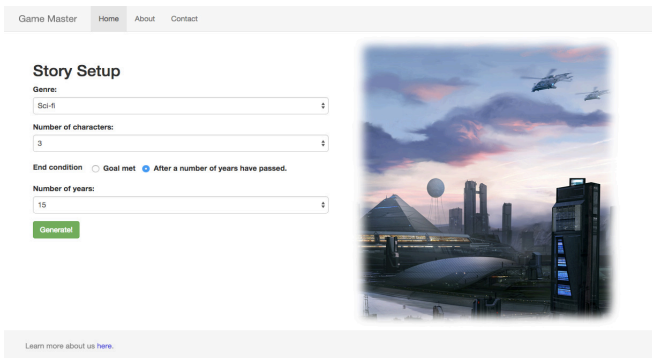 Game Master Home About Contact
Story Setup
Genre:
Sci-fi
Number of characters:
3
End condition Goal met After a number of years have passed.
Number of years:
15
Generate!
Learn more about us here.